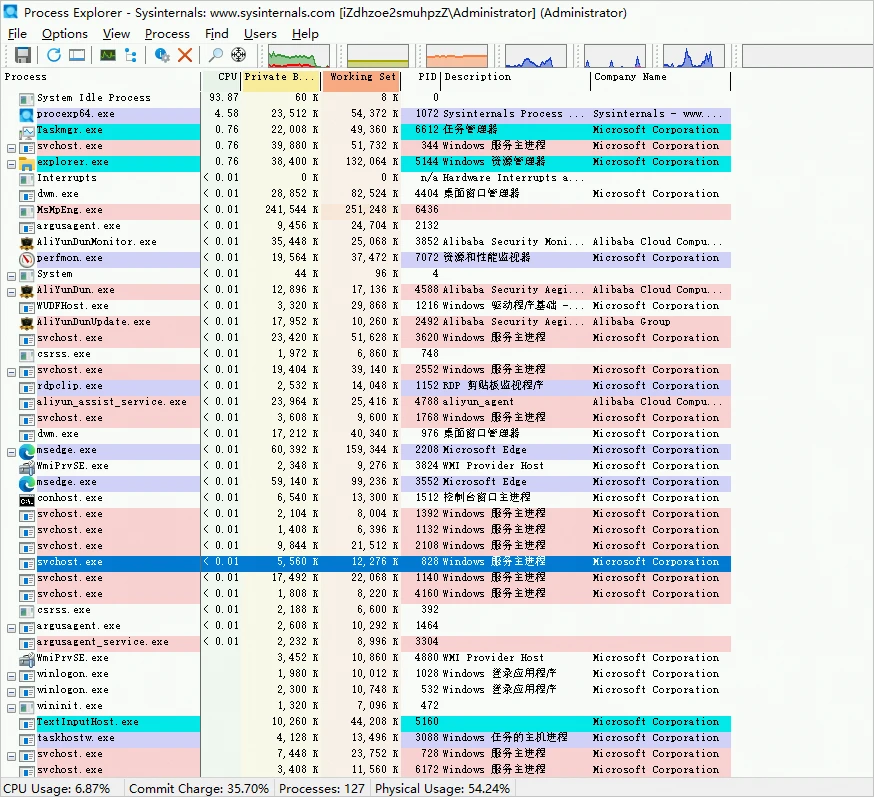 Process Explorer - Sysinternals: www.sysinternals.com [iZdhzoe2smuhpzZ\Administrator] (Administrator)
File Options View Process Find Users Help
Process CPU Private B... Working Set PID Description Company Name
System Idle Process 93.87 60 K 8 K 0
procexp64.exe 4.58 23,512 K 54,372 K 1072 Sysinternals Process ... Sysinternals - www....
Taskmgr.exe 0.76 22,008 K 49,360 K 6612 任务管理器 Microsoft Corporation
svchost.exe 0.76 39,880 K 51,732 K 344 Windows 服务主进程 Microsoft Corporation
explorer.exe 0.76 38,400 K 132,064 K 5144 Windows 资源管理器 Microsoft Corporation
Interrupts < 0.01 0 K 0 K n/a Hardware Interrupts a...
dwm.exe < 0.01 28,852 K 82,524 K 4404 桌面窗口管理器 Microsoft Corporation
MsMpEng.exe < 0.01 241,544 K 251,248 K 6436
argusagent.exe < 0.01 9,456 K 24,704 K 2132
AliYunDunMonitor.exe < 0.01 35,448 K 25,068 K 3852 Alibaba Security Moni... Alibaba Cloud Compu...
perfmon.exe < 0.01 19,564 K 37,472 K 7072 资源和性能监视器 Microsoft Corporation
System < 0.01 44 K 96 K 4
AliYunDun.exe < 0.01 12,896 K 17,136 K 4588 Alibaba Security Aegi... Alibaba Cloud Compu...
WUDFHost.exe < 0.01 3,320 K 29,868 K 1216 Windows 驱动程序基础 -... Microsoft Corporation
AliYunDunUpdate.exe < 0.01 17,952 K 10,260 K 2492 Alibaba Security Aegi... Alibaba Group
svchost.exe < 0.01 23,420 K 51,628 K 3620 Windows 服务主进程 Microsoft Corporation
csrss.exe < 0.01 1,972 K 6,860 K 748
svchost.exe < 0.01 19,404 K 39,140 K 2552 Windows 服务主进程 Microsoft Corporation
rdpclip.exe < 0.01 2,532 K 14,048 K 1152 RDP 剪贴板监视程序 Microsoft Corporation
aliyun_assist_service.exe < 0.01 23,964 K 25,416 K 4788 aliyun_agent Alibaba Cloud Compu...
svchost.exe < 0.01 3,608 K 9,600 K 1768 Windows 服务主进程 Microsoft Corporation
dwm.exe < 0.01 17,212 K 40,340 K 976 桌面窗口管理器 Microsoft Corporation
msedge.exe < 0.01 60,392 K 159,344 K 2208 Microsoft Edge Microsoft Corporation
WmiPrvSE.exe < 0.01 2,348 K 9,276 K 3824 WMI Provider Host Microsoft Corporation
msedge.exe < 0.01 59,140 K 99,236 K 3552 Microsoft Edge Microsoft Corporation
conhost.exe < 0.01 6,540 K 13,300 K 1512 控制台窗口主进程 Microsoft Corporation
svchost.exe < 0.01 2,104 K 8,004 K 1392 Windows 服务主进程 Microsoft Corporation
svchost.exe < 0.01 1,408 K 6,396 K 1132 Windows 服务主进程 Microsoft Corporation
svchost.exe < 0.01 9,844 K 21,512 K 2108 Windows 服务主进程 Microsoft Corporation
svchost.exe < 0.01 5,560 K 12,276 K 828 Windows 服务主进程 Microsoft Corporation
svchost.exe < 0.01 17,492 K 22,068 K 1140 Windows 服务主进程 Microsoft Corporation
svchost.exe < 0.01 1,808 K 8,220 K 4160 Windows 服务主进程 Microsoft Corporation
csrss.exe < 0.01 2,188 K 6,600 K 392
argusagent.exe < 0.01 2,608 K 10,292 K 1464
argusagent_service.exe < 0.01 2,232 K 8,996 K 3304
WmiPrvSE.exe 3,452 K 10,860 K 4880 WMI Provider Host Microsoft Corporation
winlogon.exe 1,980 K 10,012 K 1028 Windows 登录应用程序 Microsoft Corporation
winlogon.exe 2,300 K 10,748 K 532 Windows 登录应用程序 Microsoft Corporation
wininit.exe 1,320 K 7,096 K 472
TextInputHost.exe 10,260 K 44,208 K 5160 Microsoft Corporation
taskhostw.exe 4,128 K 13,496 K 3088 Windows 任务的主机进程 Microsoft Corporation
svchost.exe 7,448 K 23,752 K 728 Windows 服务主进程 Microsoft Corporation
svchost.exe 3,408 K 11,560 K 6172 Windows 服务主进程 Microsoft Corporation
CPU Usage: 6.87% Commit Charge: 35.70% Processes: 127 Physical Usage: 54.24%